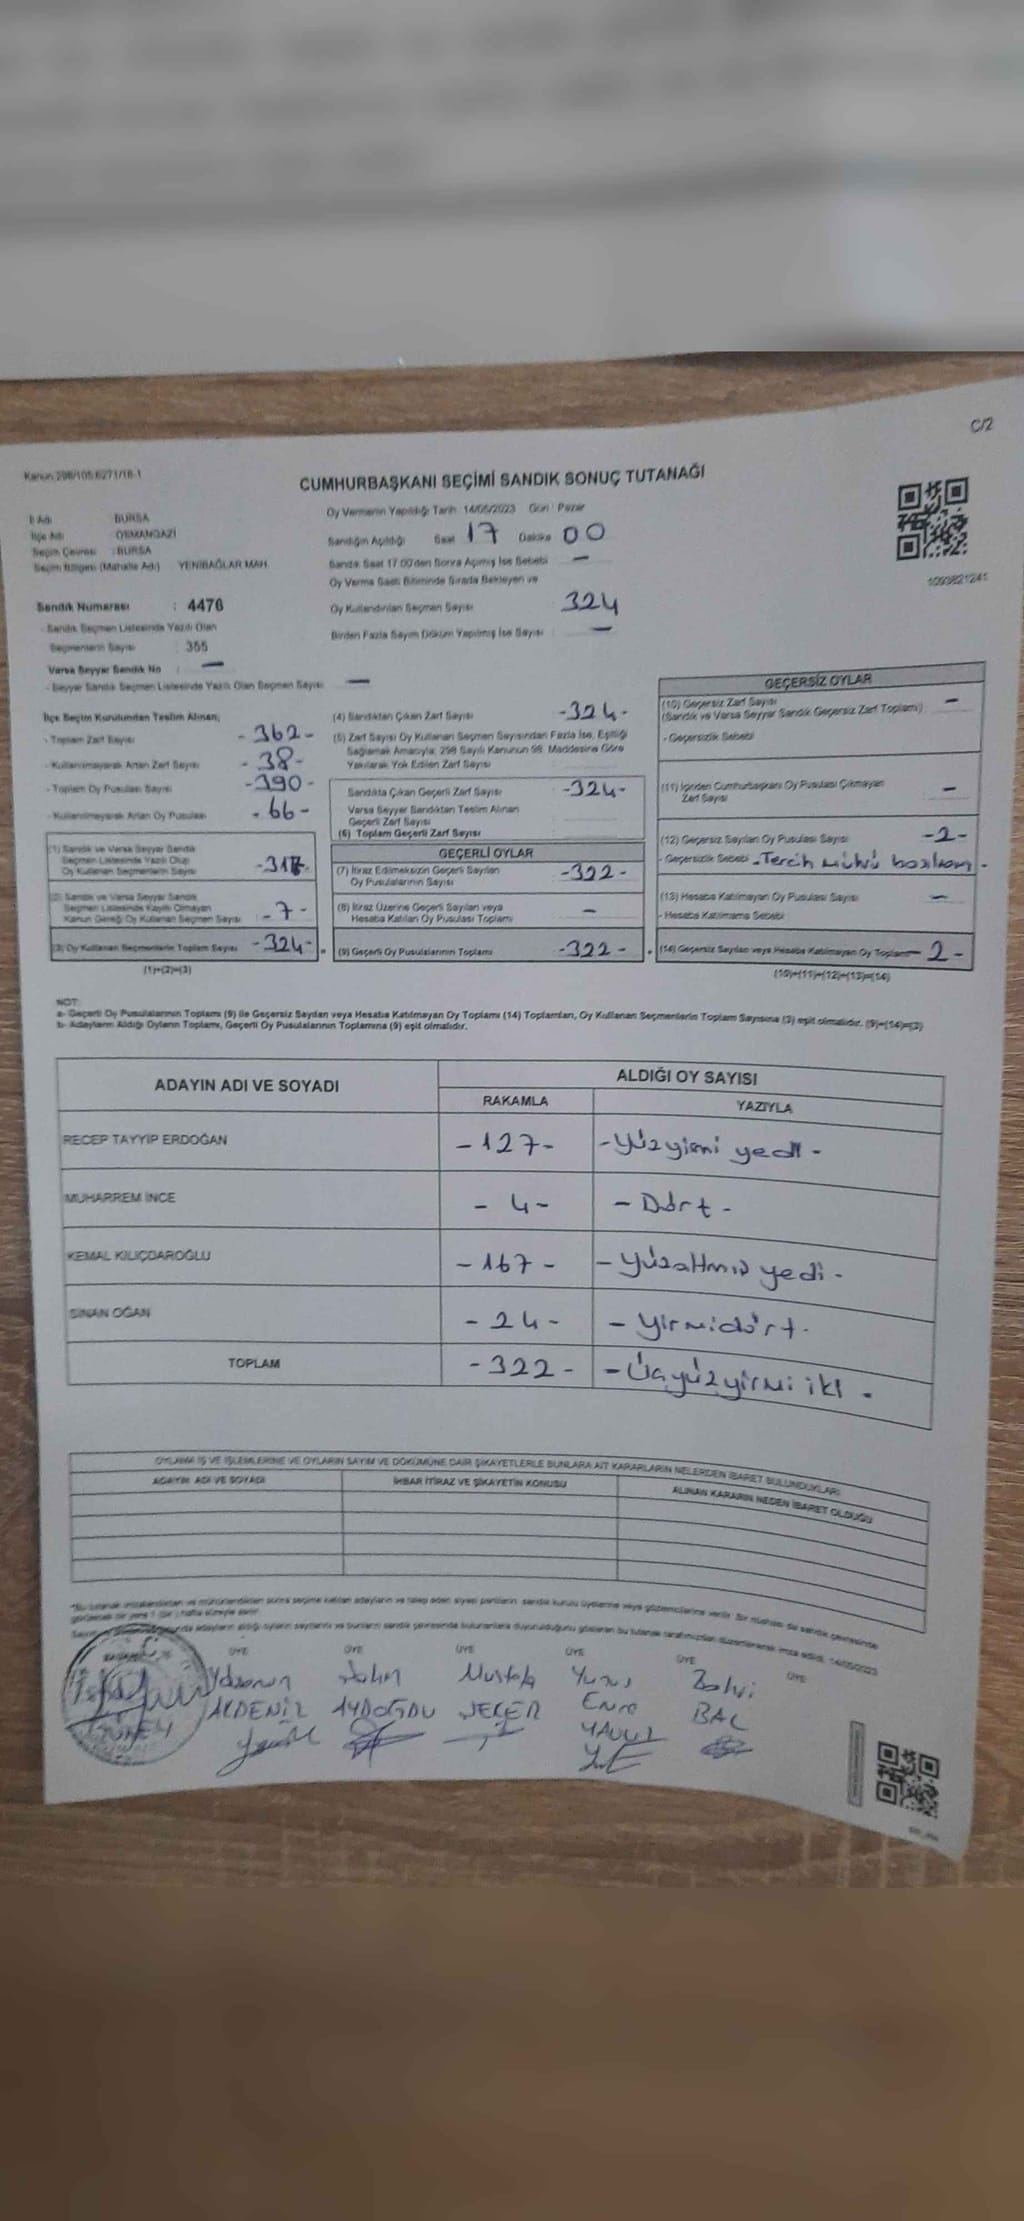 C/2
Kanun:298/105;6271/16-1
CUMHURBAŞKANI SEÇİMİ SANDIK SONUÇ TUTANAĞI
İl Adı : BURSA
İlçe Adı : OSMANGAZİ
Seçim Çevresi : BURSA
Seçim Bölgesi (Mahalle Adı) YENİBAĞLAR MAH.
Sandık Numarası : 4476
- Sandık Seçmen Listesinde Yazılı Olan
Seçmenlerin Sayısı : 355
Varsa Seyyar Sandık No : —
- Seyyar Sandık Seçmen Listesinde Yazılı Olan Seçmen Sayısı —
Oy Vermenin Yapıldığı Tarih: 14/05/2023 Gün : Pazar
Sandığın Açıldığı Saat 17 Dakika 00
Sandık Saat 17.00'den Sonra Açılmış İse Sebebi —
Oy Verme Saati Bitiminde Sırada Bekleyen ve
Oy Kullandırılan Seçmen Sayısı 324
Birden Fazla Sayım Döküm Yapılmış İse Sayısı —
1093821241
İlçe Seçim Kurulundan Teslim Alınan;
- Toplam Zarf Sayısı -362-
- Kullanılmayarak Artan Zarf Sayısı -38-
- Toplam Oy Pusulası Sayısı -390-
- Kullanılmayarak Artan Oy Pusulası -66-
(1) Sandık ve Varsa Seyyar Sandık
Seçmen Listesinde Yazılı Olup
Oy Kullanan Seçmenlerin Sayısı -317-
(2) Sandık ve Varsa Seyyar Sandık
Seçmen Listesinde Kayıtlı Olmayan
Kanun Gereği Oy Kullanan Seçmen Sayısı -7-
(3) Oy Kullanan Seçmenlerin Toplam Sayısı -324-
(1)+(2)=(3)
(4) Sandıktan Çıkan Zarf Sayısı -324-
(5) Zarf Sayısı Oy Kullanan Seçmen Sayısından Fazla İse, Eşitliği
Sağlamak Amacıyla; 298 Sayılı Kanunun 98. Maddesine Göre
Yakılarak Yok Edilen Zarf Sayısı
Sandıkta Çıkan Geçerli Zarf Sayısı -324-
Varsa Seyyar Sandıktan Teslim Alınan
Geçerli Zarf Sayısı
(6) Toplam Geçerli Zarf Sayısı
GEÇERLİ OYLAR
(7) İtiraz Edilmeksizin Geçerli Sayılan
Oy Pusulalarının Sayısı -322-
(8) İtiraz Üzerine Geçerli Sayılan veya
Hesaba Katılan Oy Pusulası Toplamı —
(9) Geçerli Oy Pusulalarının Toplamı -322-
GEÇERSİZ OYLAR
(10) Geçersiz Zarf Sayısı —
(Sandık ve Varsa Seyyar Sandık Geçersiz Zarf Toplamı)
- Geçersizlik Sebebi
(11) İçinden Cumhurbaşkanı Oy Pusulası Çıkmayan
Zarf Sayısı —
(12) Geçersiz Sayılan Oy Pusulası Sayısı -2-
- Geçersizlik Sebebi - Tercih mührü
(13) Hesaba Katılmayan Oy Pusulası Sayısı —
- Hesaba Katılmama Sebebi
(14) Geçersiz Sayılan veya Hesaba Katılmayan Oy Toplamı - 2 -
(10)+(11)+(12)+(13)=(14)
NOT:
a- Geçerli Oy Pusulalarının Toplamı (9) ile Geçersiz Sayılan veya Hesaba Katılmayan Oy Toplamı (14) Toplamları, Oy Kullanan Seçmenlerin Toplam Sayısına (3) eşit olmalıdır. (9)+(14)=(3)
b- Adayların Aldığı Oyların Toplamı, Geçerli Oy Pusulalarının Toplamına (9) eşit olmalıdır.
ADAYIN ADI VE SOYADI
ALDIĞI OY SAYISI
RAKAMLA YAZIYLA
RECEP TAYYİP ERDOĞAN -127- -yüzyirmi yedi-
MUHARREM İNCE -4- -Dört-
KEMAL KILIÇDAROĞLU -167- -yüzaltmış yedi-
SİNAN OĞAN -24- -yirmidört-
TOPLAM -322- -Üçyüzyirmi iki-
OYLAMA İŞ VE İŞLEMLERİNE VE OYLARIN SAYIM VE DÖKÜMÜNE DAİR ŞİKAYETLERLE BUNLARA AİT KARARLARIN NELERDEN İBARET BULUNDUKLARI
ADAYIN ADI VE SOYADI İHBAR İTİRAZ VE ŞİKAYETİN KONUSU ALINAN KARARIN NEDEN İBARET OLDUĞU
ÜYE ÜYE ÜYE ÜYE ÜYE ÜYE
Mustafa Yunus
AKDENİZ AYDOĞDU Emre BAL
YAVUZ